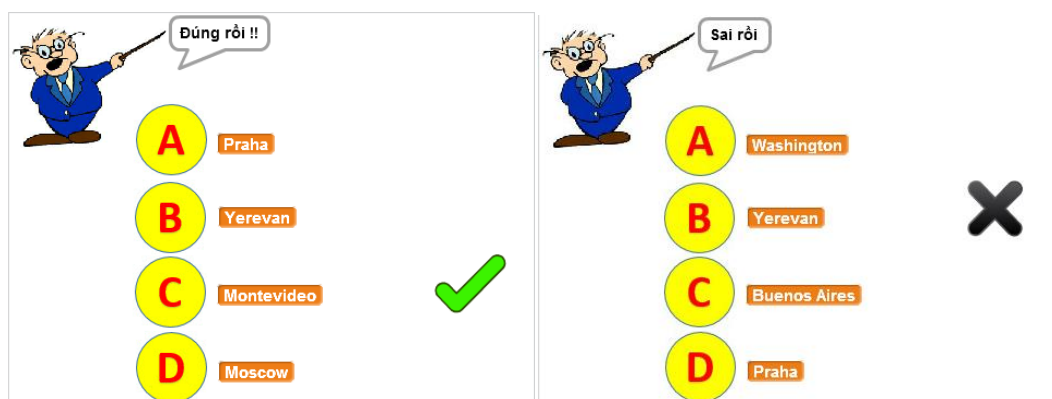 Đúng rồi !!
A Praha
B Yerevan
C Montevideo
D Moscow
Sai rồi
A Washington
B Yerevan
C Buenos Aires
D Praha